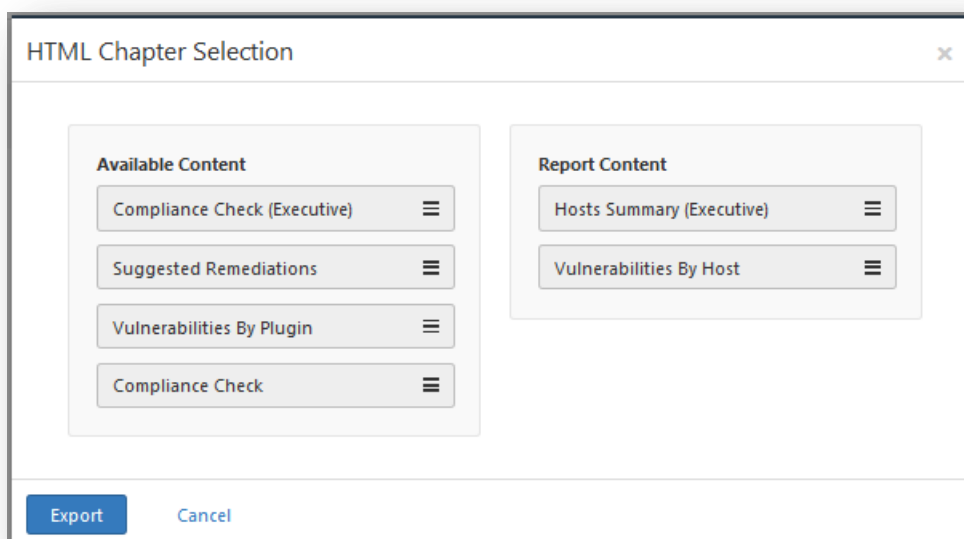 HTML Chapter Selection
×
Available Content
Compliance Check (Executive)
Suggested Remediations
Vulnerabilities By Plugin
Compliance Check
Report Content
Hosts Summary (Executive)
Vulnerabilities By Host
Export
Cancel